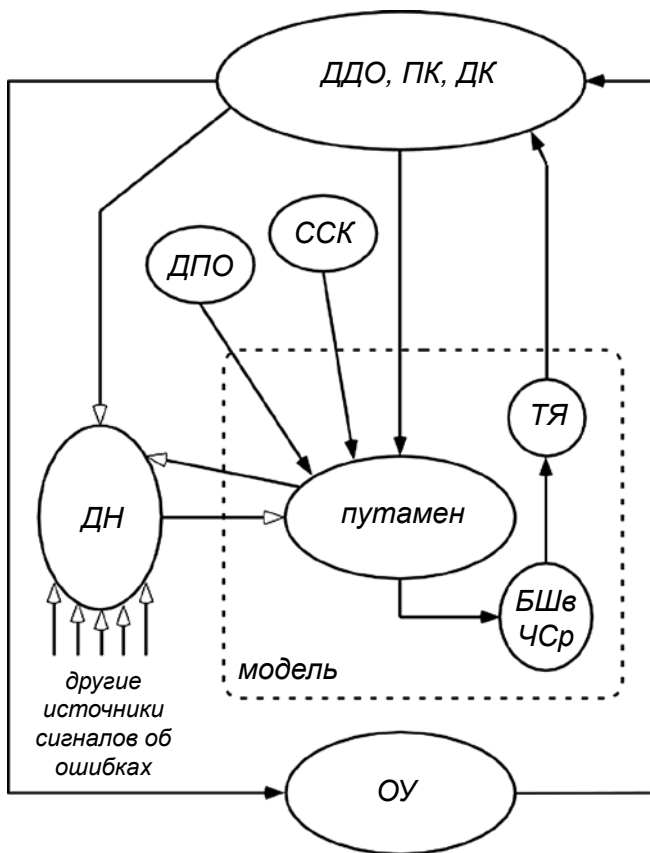 ДДО, ПК, ДК
ССК
ДПО
ТЯ
ДН
путамен
БШв
ЧСр
модель
другие
источники
сигналов об
ошибках
ОУ